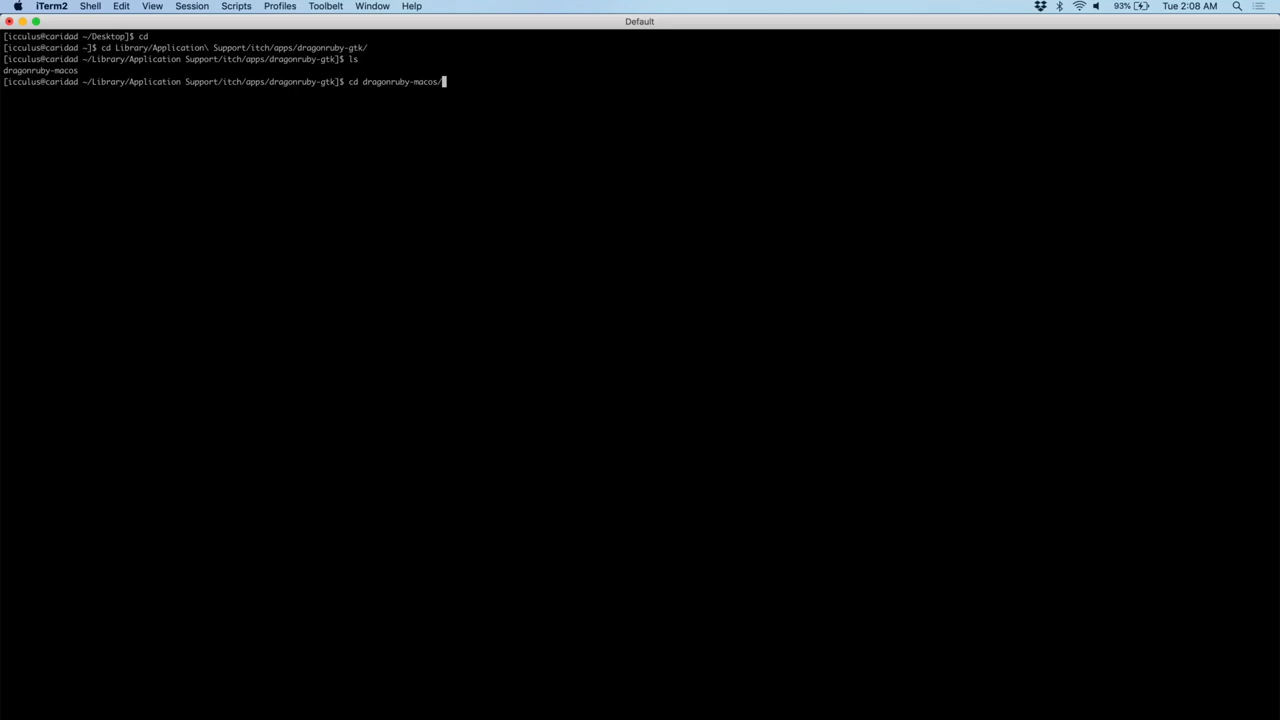 iTerm2 Shell Edit View Session Scripts Profiles Toolbelt Window Help 93% Tue 2:08 AM
Default
[icculus@caridad ~/Desktop]$ cd
[icculus@caridad ~]$ cd Library/Application\ Support/itch/apps/dragonruby-gtk/
[icculus@caridad ~/Library/Application Support/itch/apps/dragonruby-gtk]$ ls
dragonruby-macos
[icculus@caridad ~/Library/Application Support/itch/apps/dragonruby-gtk]$ cd dragonruby-macos/